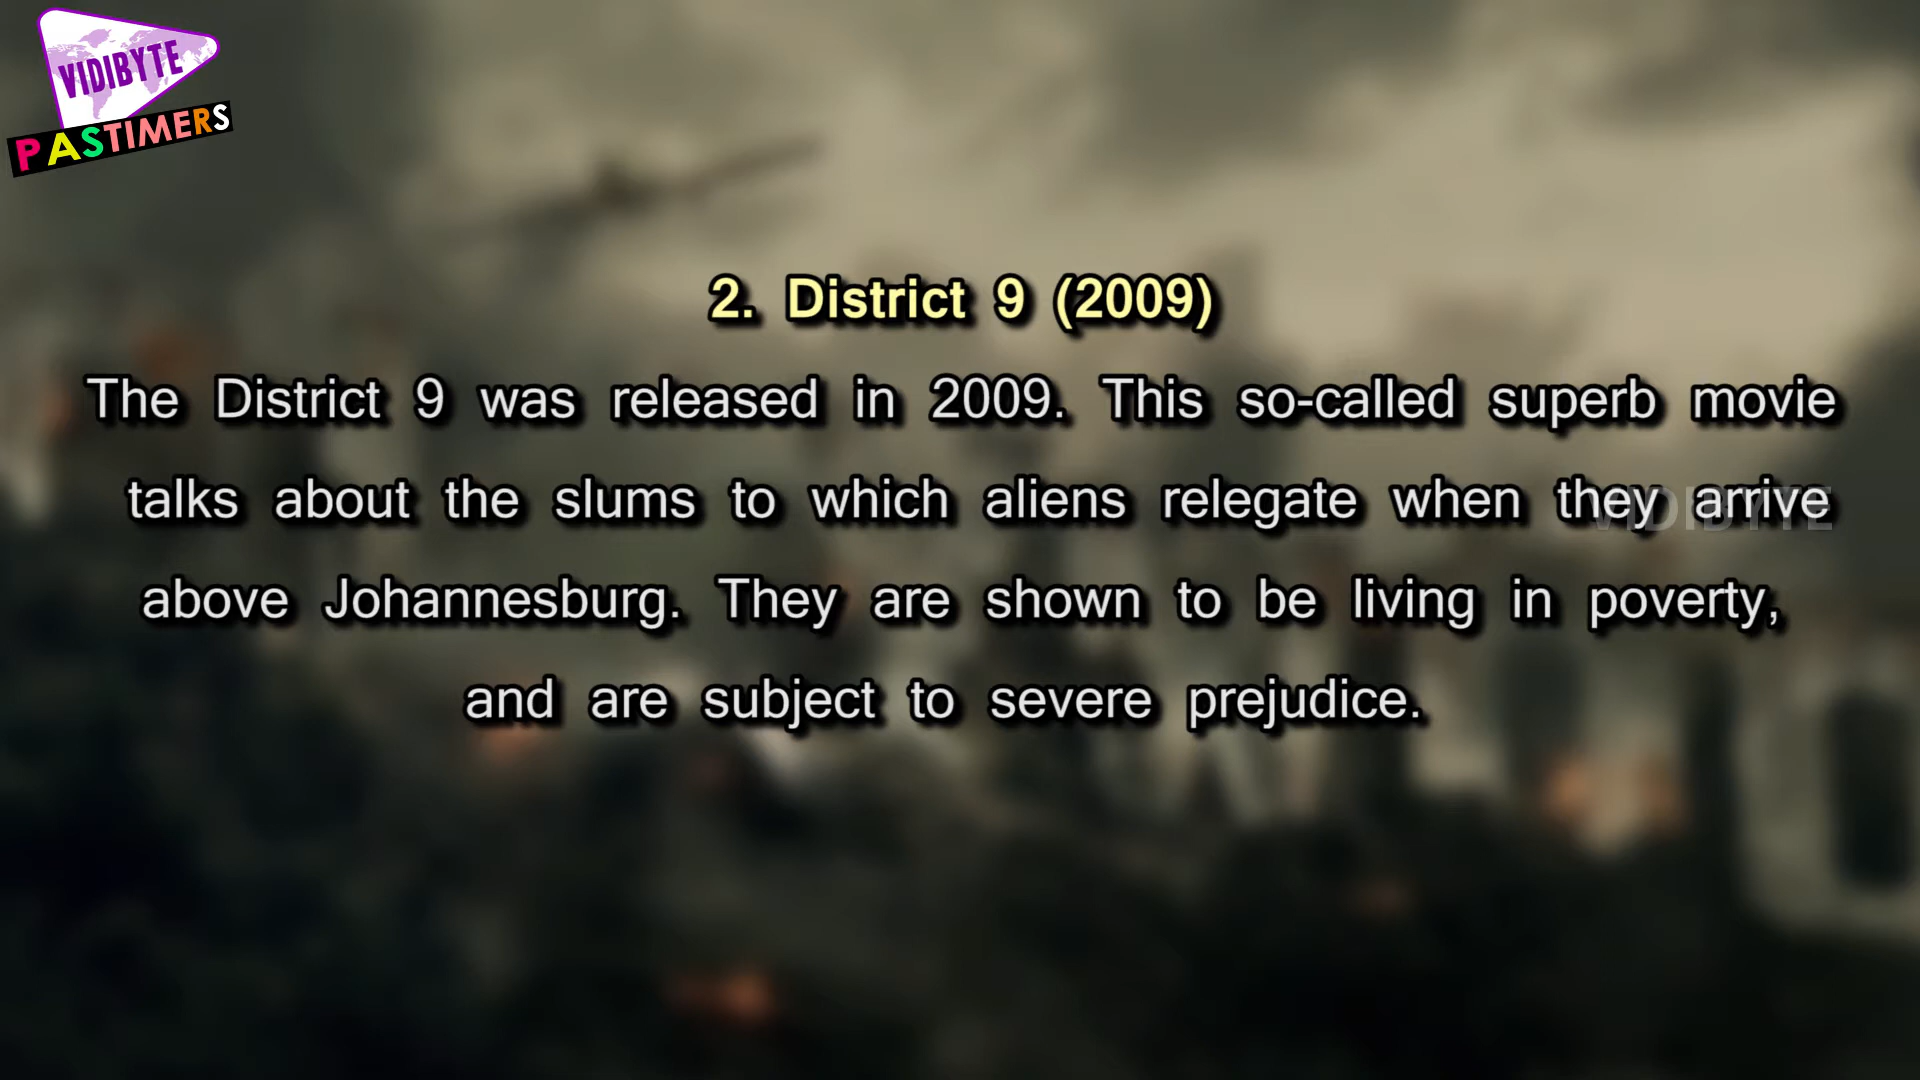 VIDIBYTE
PASTIMERS
2. District 9 (2009)
The District 9 was released in 2009. This so-called superb movie
talks about the slums to which aliens relegate when they arrive
above Johannesburg. They are shown to be living in poverty,
and are subject to severe prejudice.
VIDIBYTE